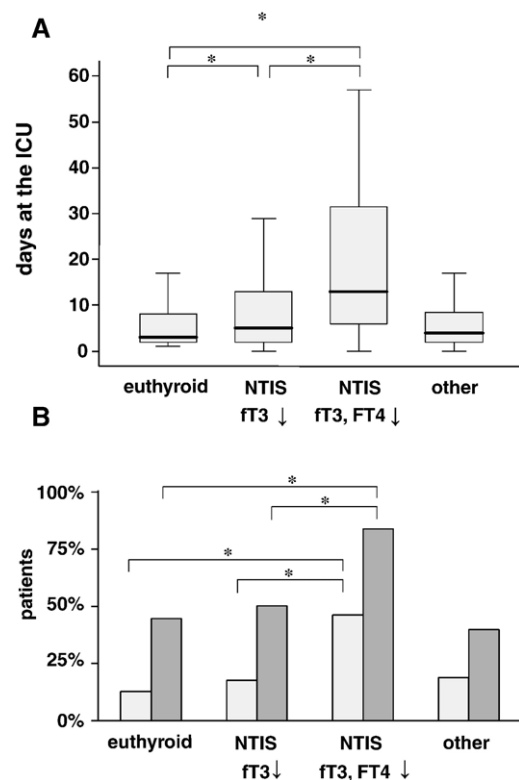 A
*
* *
60
50
40
30
20
10
0
days at the ICU
euthyroid NTIS NTIS other
fT3 ↓ fT3, FT4 ↓
B
100%
75%
50%
25%
0%
patients
*
*
*
*
euthyroid NTIS NTIS other
fT3↓ fT3, FT4 ↓